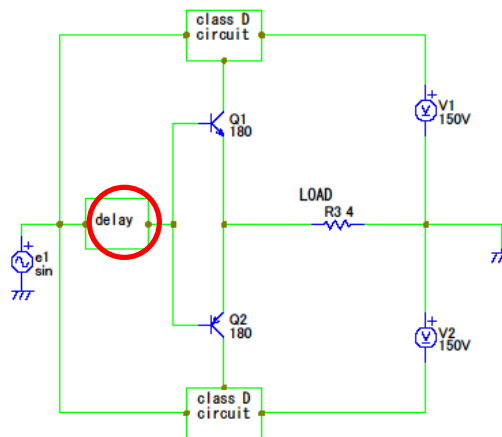 class D
circuit
Q1
180
V1
150V
LOAD
R3 4
delay
e1
sin
Q2
180
V2
150V
class D
circuit